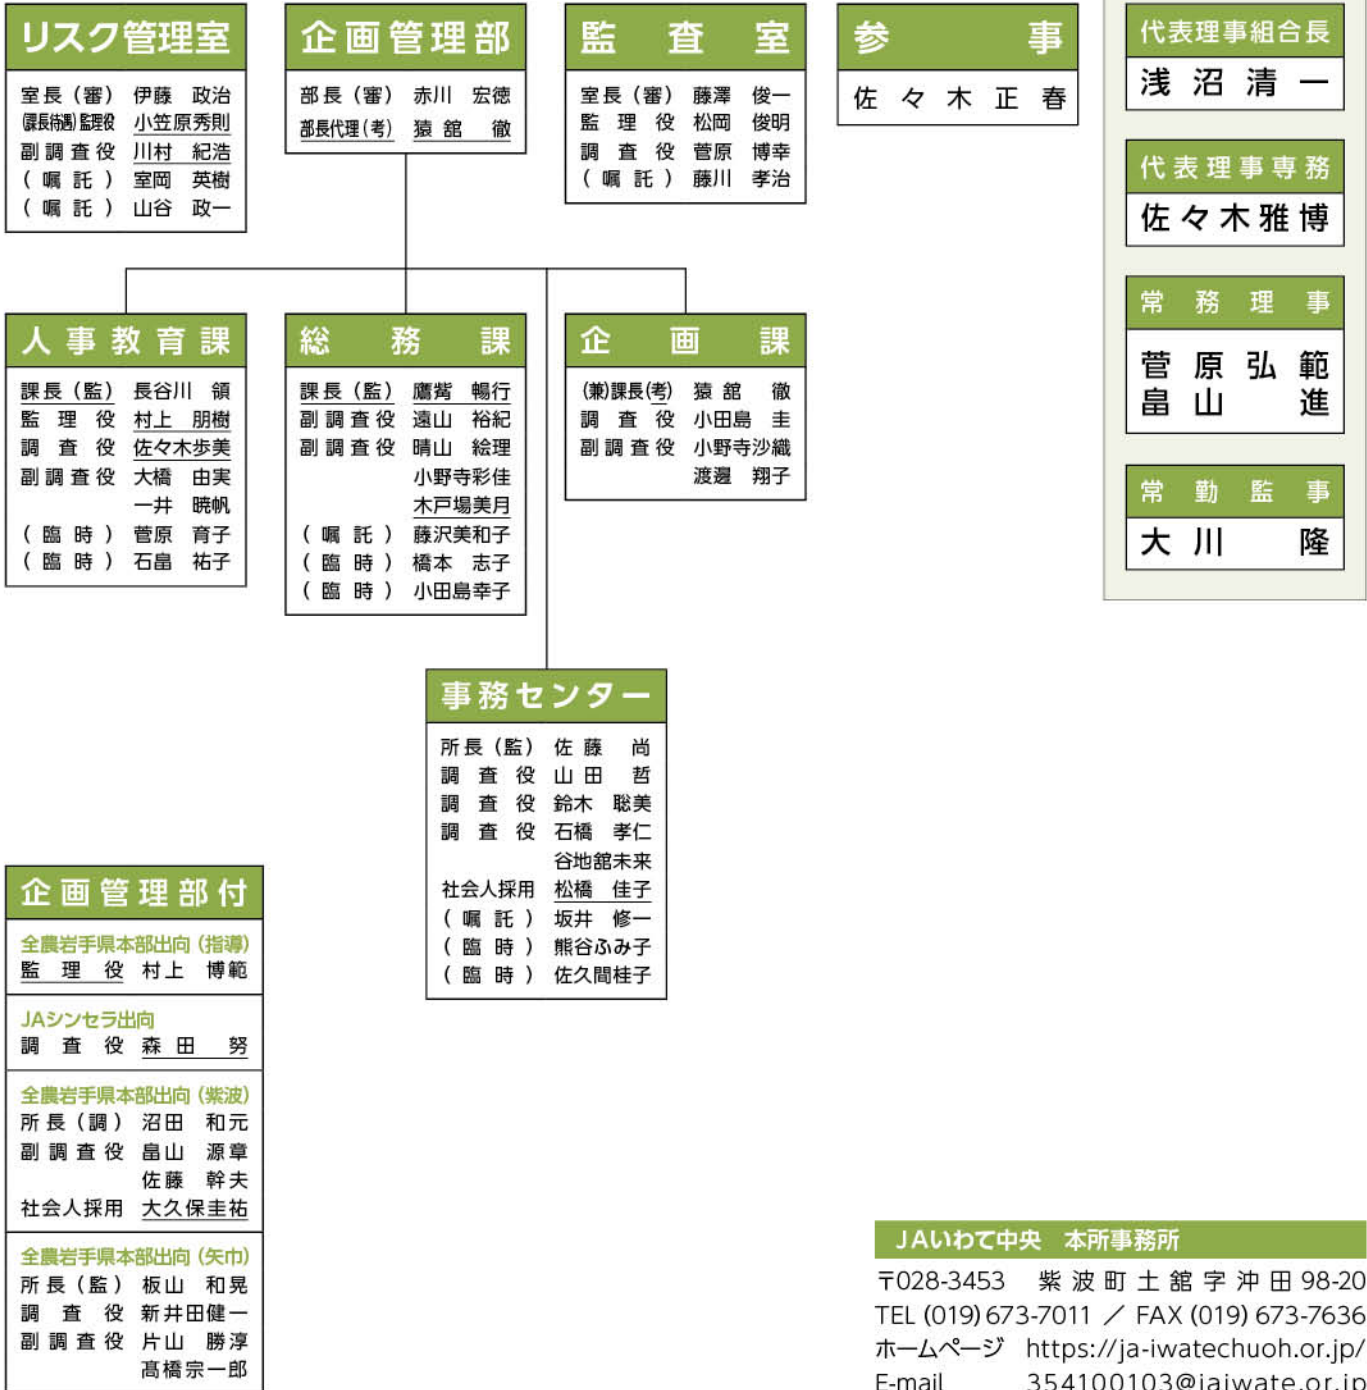 リスク管理室
室長（審） 伊藤 政治
(課長待遇)監理役 小笠原秀則
副調査役 川村 紀浩
（嘱託） 室岡 英樹
（嘱託） 山谷 政一
企画管理部
部長（審） 赤川 宏徳
部長代理(考) 猿舘 徹
監査室
室長（審） 藤澤 俊一
監理役 松岡 俊明
調査役 菅原 博幸
（嘱託） 藤川 孝治
参事
佐々木正春
代表理事組合長
浅沼清一
代表理事専務
佐々木雅博
常務理事
菅原弘範
畠山 進
常勤監事
大川 隆
人事教育課
課長（監） 長谷川 領
監理役 村上 朋樹
調査役 佐々木歩美
副調査役 大橋 由実
一井 暁帆
（臨時） 菅原 育子
（臨時） 石畠 祐子
総務課
課長（監） 鷹觜 暢行
副調査役 遠山 裕紀
副調査役 晴山 絵理
小野寺彩佳
木戸場美月
（嘱託） 藤沢美和子
（臨時） 橋本 志子
（臨時） 小田島幸子
企画課
(兼)課長(考) 猿舘 徹
調査役 小田島 圭
副調査役 小野寺沙織
渡邉 翔子
事務センター
所長（監） 佐藤 尚
調査役 山田 哲
調査役 鈴木 聡美
調査役 石橋 孝仁
谷地舘未来
社会人採用 松橋 佳子
（嘱託） 坂井 修一
（臨時） 熊谷ふみ子
（臨時） 佐久間桂子
企画管理部付
全農岩手県本部出向（指導）
監理役 村上 博範
JAシンセラ出向
調査役 森田 努
全農岩手県本部出向（紫波）
所長（調） 沼田 和元
副調査役 畠山 源章
佐藤 幹夫
社会人採用 大久保圭祐
全農岩手県本部出向（矢巾）
所長（監） 板山 和晃
調査役 新井田健一
副調査役 片山 勝淳
髙橋宗一郎
JAいわて中央 本所事務所
〒028-3453 紫波町土舘字沖田98-20
TEL (019) 673-7011 ／ FAX (019) 673-7636
ホームページ https://ja-iwatechuoh.or.jp/
E-mail 354100103@jaiwate.or.jp